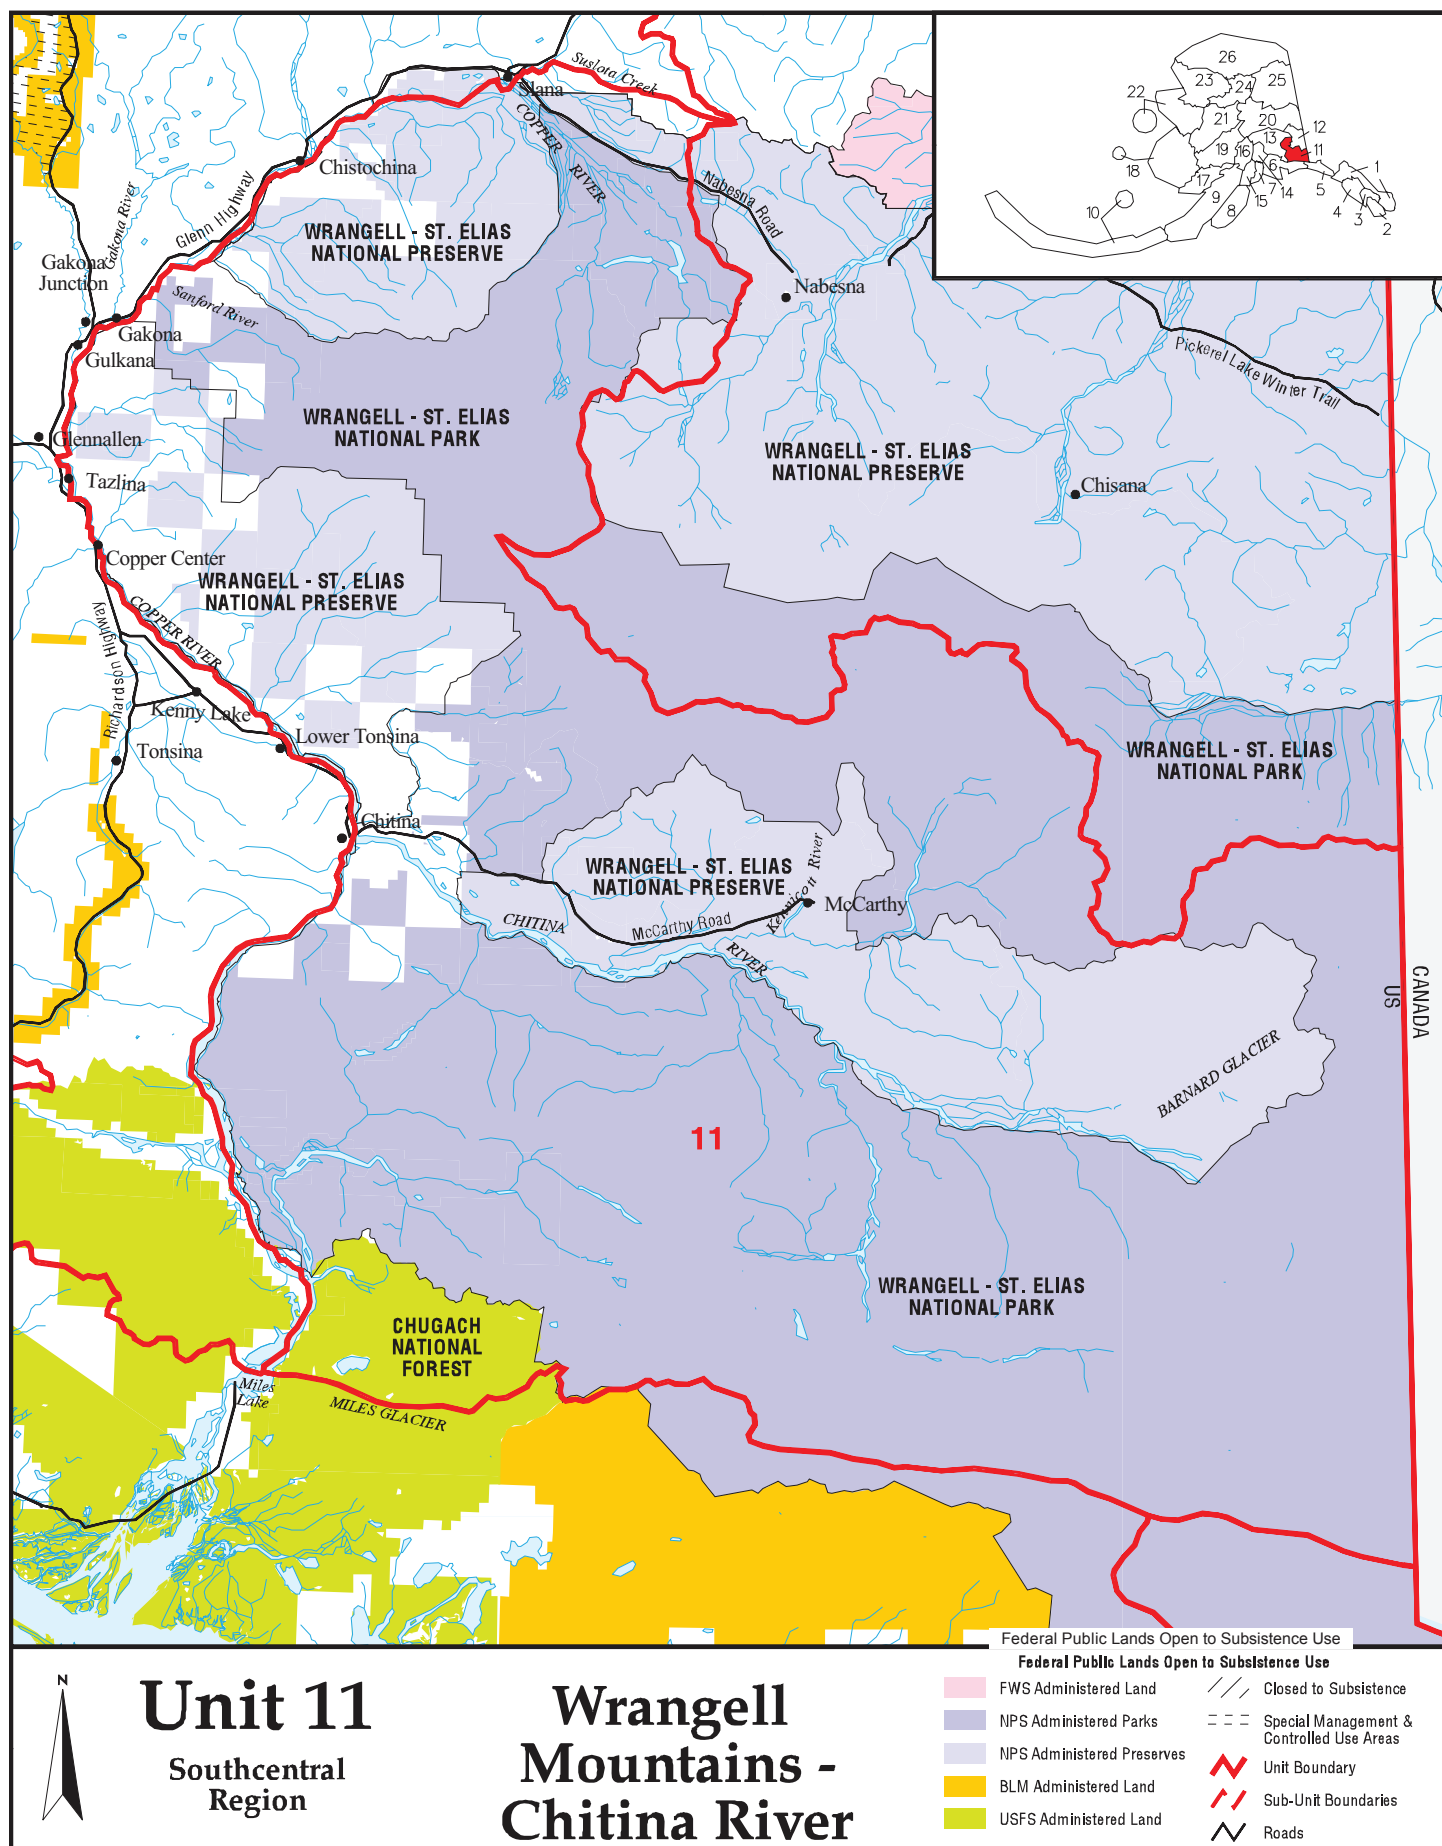 Suslota Creek
Slana
COPPER
RIVER
Chistochina
Nabesna Road
Gakona River
Glenn Highway
WRANGELL - ST. ELIAS
NATIONAL PRESERVE
Gakona
Junction
Sanford River
Nabesna
Gakona
Gulkana
Pickerel Lake Winter Trail
WRANGELL - ST. ELIAS
NATIONAL PARK
Glennallen
WRANGELL - ST. ELIAS
NATIONAL PRESERVE
Tazlina
Chisana
Copper Center
WRANGELL - ST. ELIAS
NATIONAL PRESERVE
COPPER RIVER
Richardson Highway
Kenny Lake
Lower Tonsina
Tonsina
WRANGELL - ST. ELIAS
NATIONAL PARK
Chitina
WRANGELL - ST. ELIAS
NATIONAL PRESERVE
Kennicott River
McCarthy
McCarthy Road
CHITINA
RIVER
CANADA
US
BARNARD GLACIER
11
WRANGELL - ST. ELIAS
NATIONAL PARK
CHUGACH
NATIONAL
FOREST
Miles
Lake
MILES GLACIER
26
23
24
25
22
21
20
12
13
11
19
16
18
17
6
1
7
14
5
15
9
8
10
4
3
2
Federal Public Lands Open to Subsistence Use
Federal Public Lands Open to Subsistence Use
FWS Administered Land
NPS Administered Parks
NPS Administered Preserves
BLM Administered Land
USFS Administered Land
Closed to Subsistence
Special Management &
Controlled Use Areas
Unit Boundary
Sub-Unit Boundaries
Roads
N
Unit 11
Southcentral
Region
Wrangell
Mountains -
Chitina River